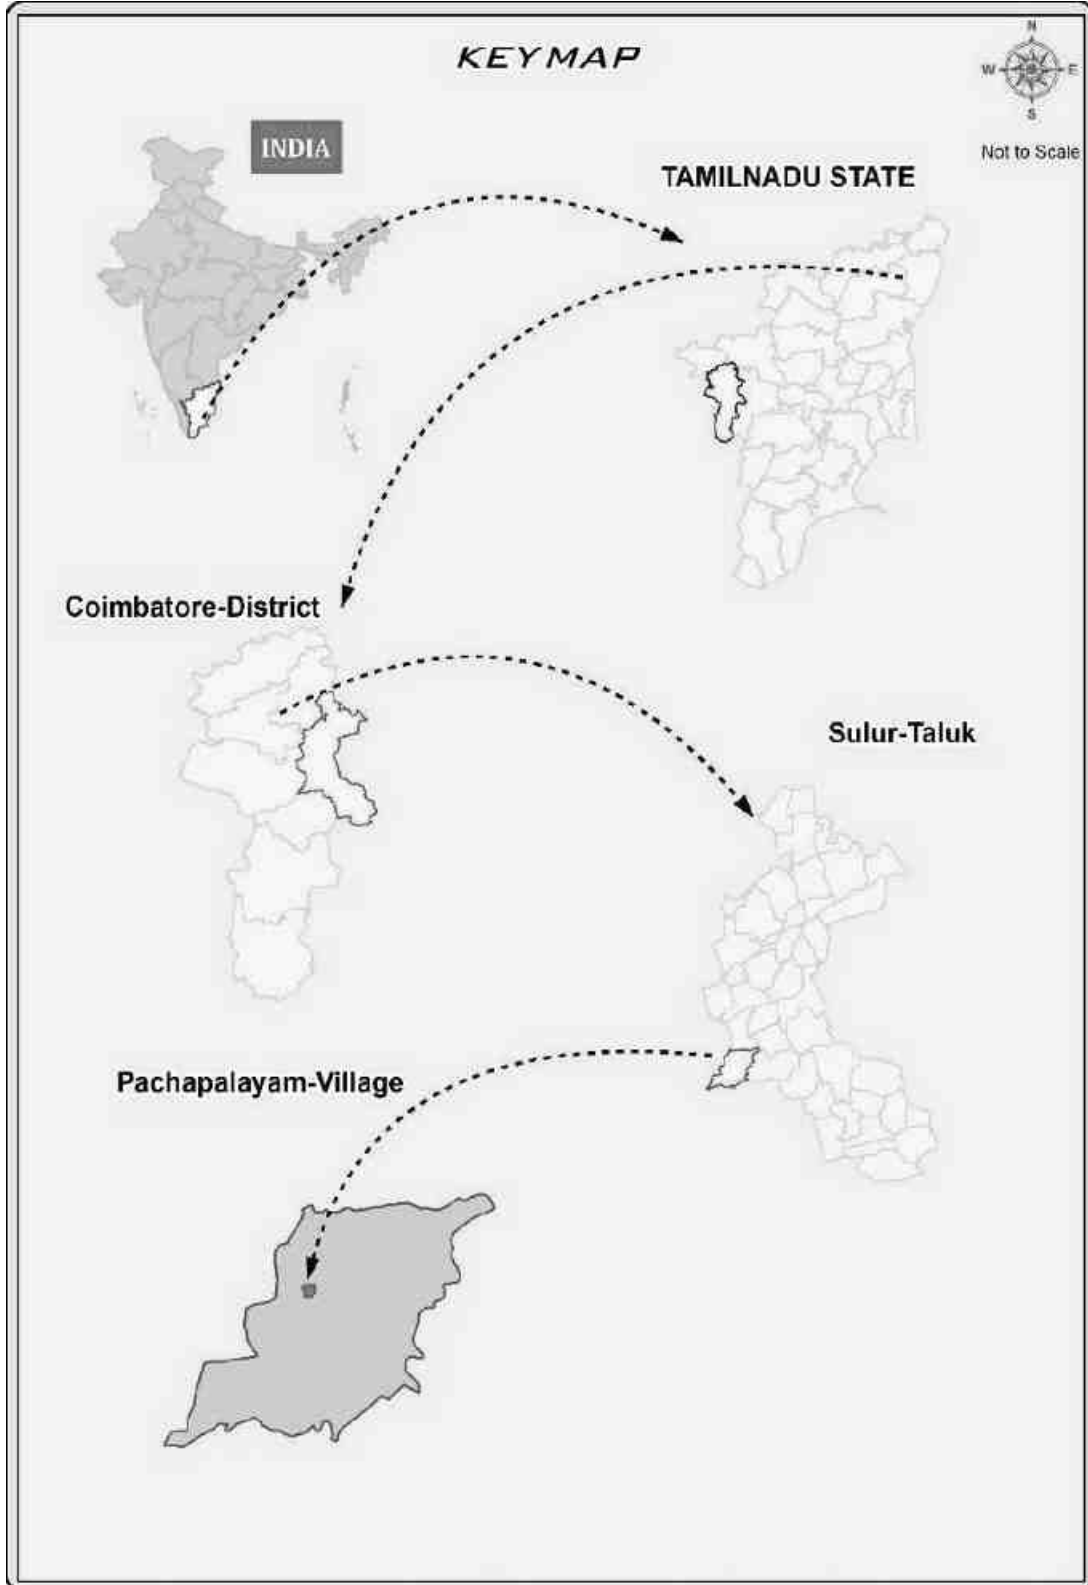 KEYMAP
N
W
E
S
Not to Scale
INDIA
TAMILNADU STATE
Coimbatore-District
Sulur-Taluk
Pachapalayam-Village